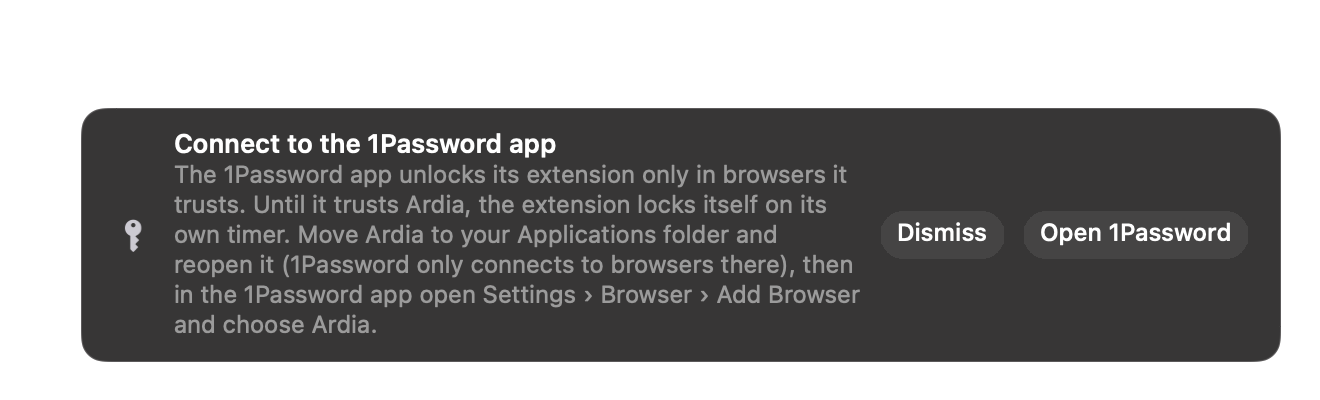 Connect to the 1Password app
The 1Password app unlocks its extension only in browsers it
trusts. Until it trusts Ardia, the extension locks itself on its
own timer. Move Ardia to your Applications folder and
reopen it (1Password only connects to browsers there), then
in the 1Password app open Settings › Browser › Add Browser
and choose Ardia.
Dismiss
Open 1Password